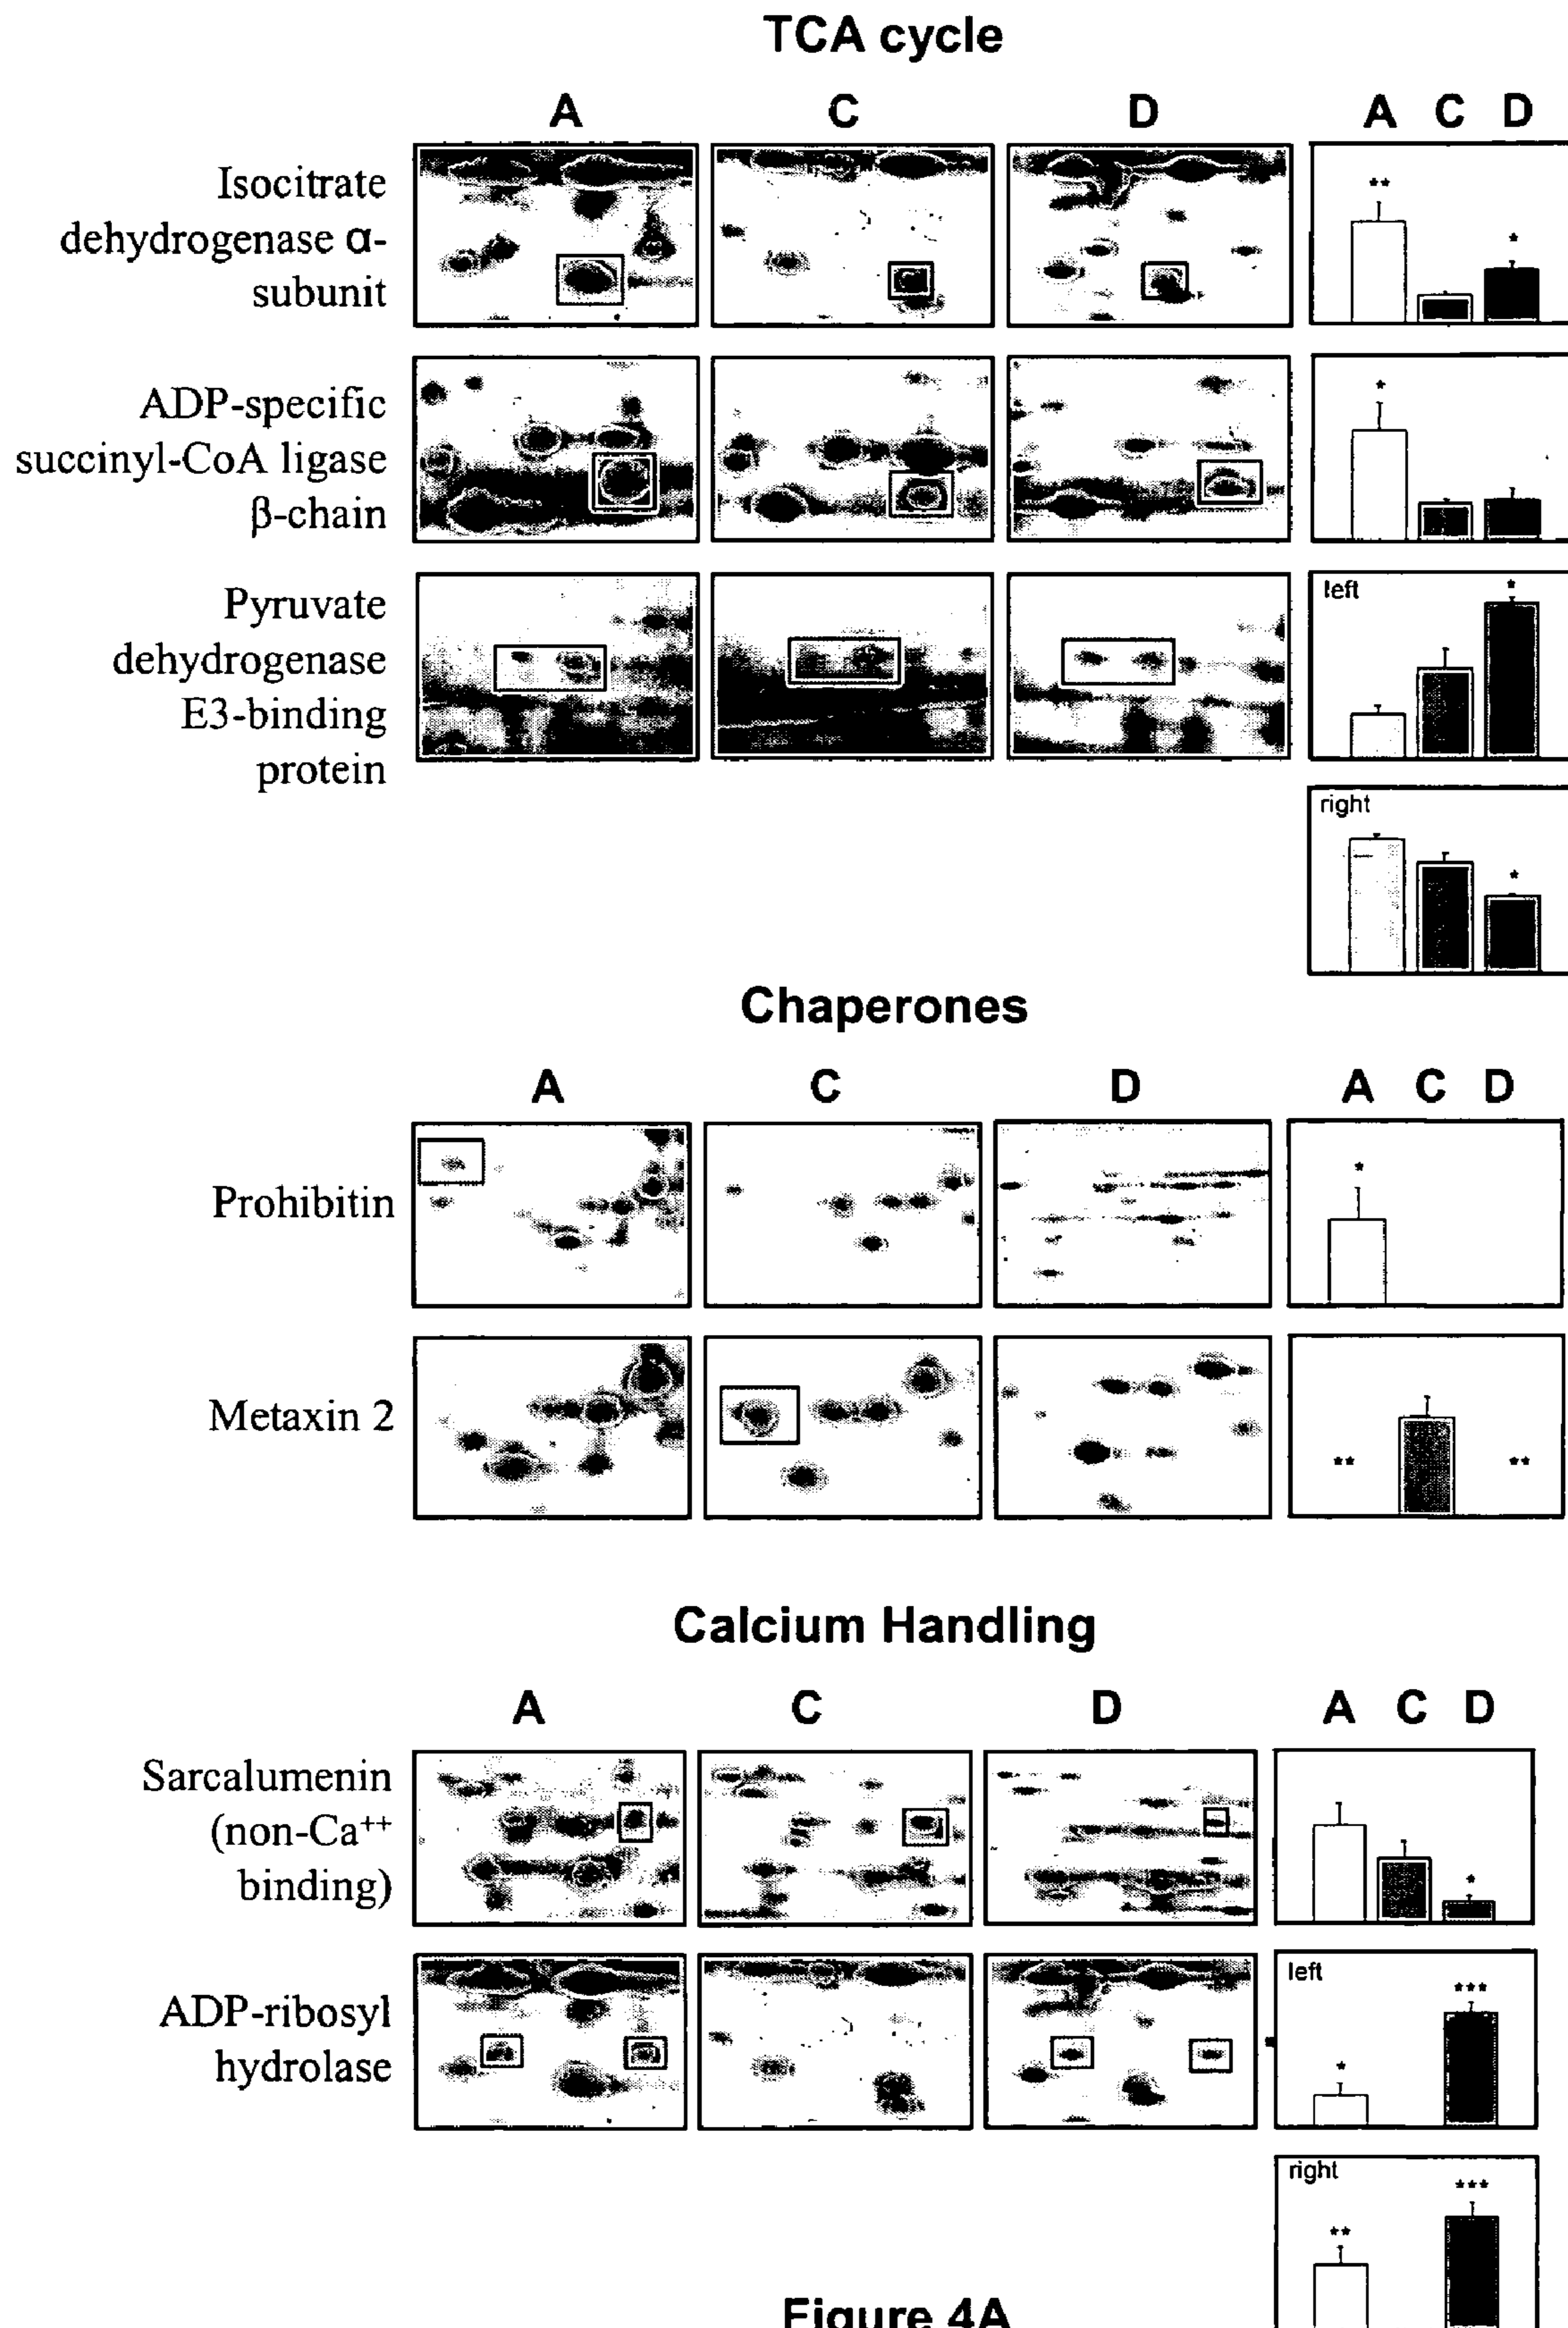 TCA cycle
A C D A C D
Isocitrate
dehydrogenase α-
subunit
** *
ADP-specific
succinyl-CoA ligase
β-chain
*
Pyruvate
dehydrogenase
E3-binding
protein
left *
right
*
Chaperones
A C D A C D
Prohibitin
*
Metaxin 2
** **
Calcium Handling
A C D A C D
Sarcalumenin
(non-Ca⁺⁺
binding)
*
ADP-ribosyl
hydrolase
left
* ***
right
** ***
Figure 4A